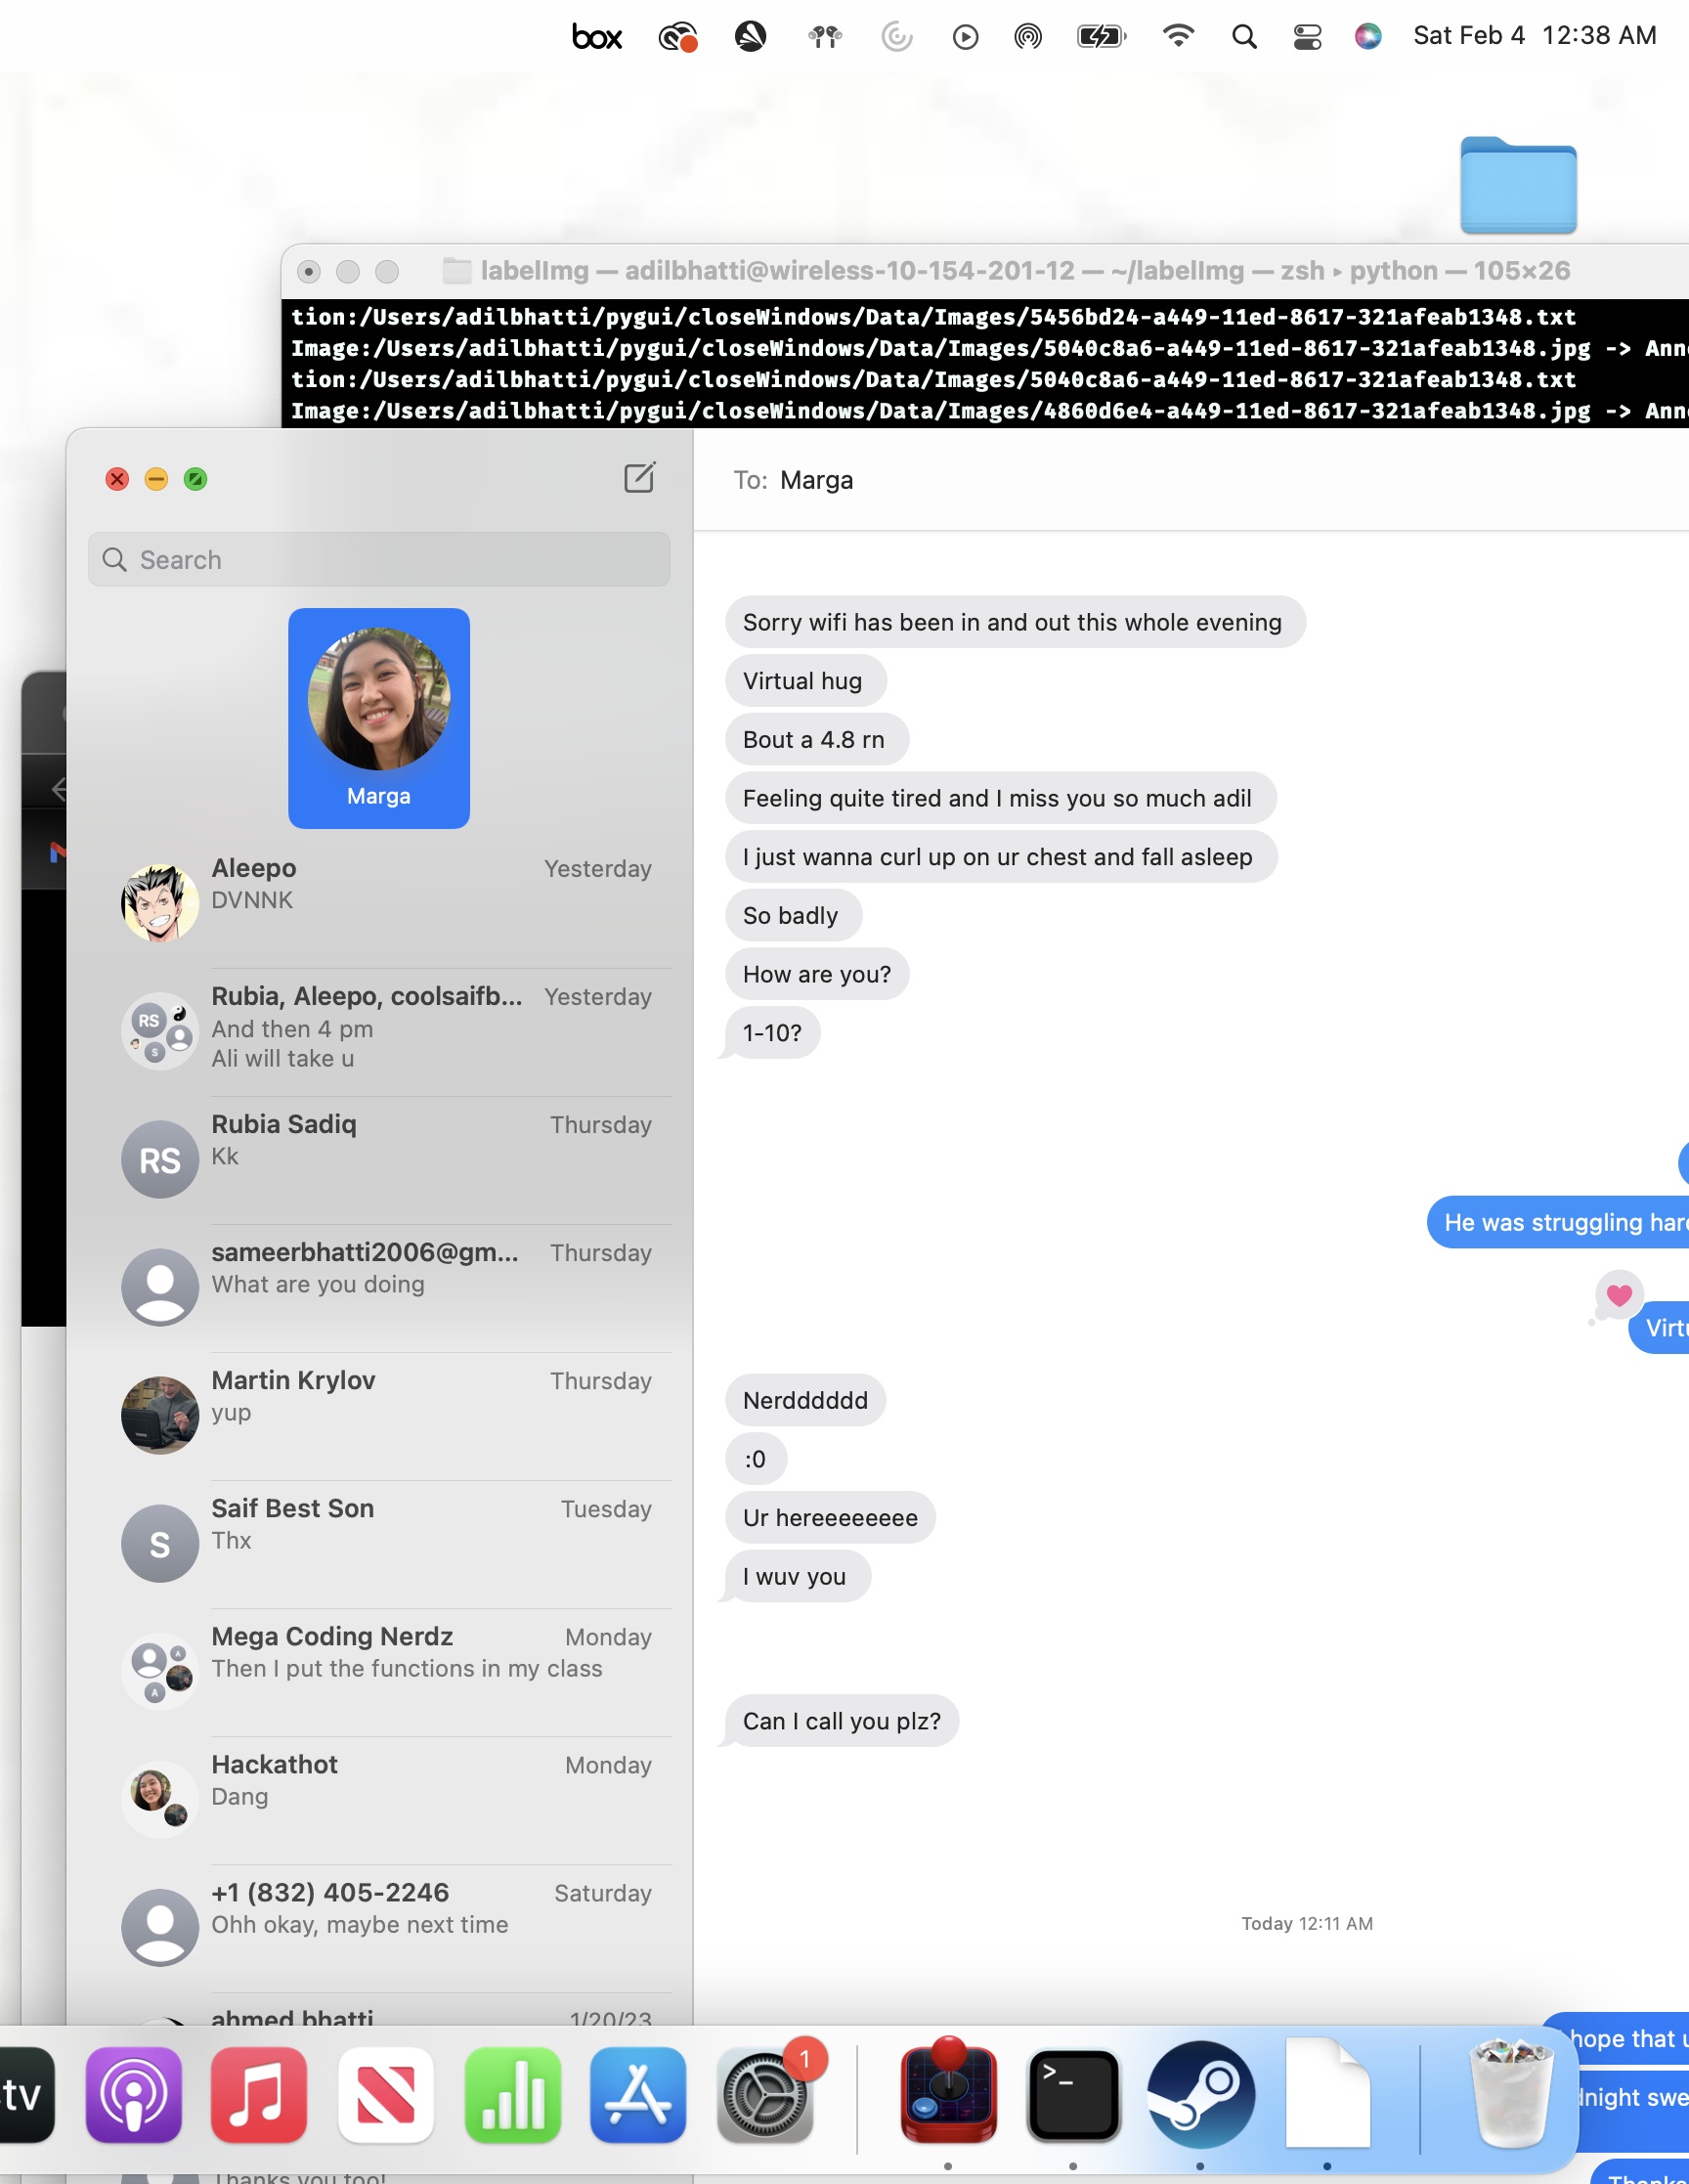 box
Sat Feb 4 12:38 AM
labelImg — adilbhatti@wireless-10-154-201-12 — ~/labelImg — zsh ▸ python — 105×26
tion:/Users/adilbhatti/pygui/closeWindows/Data/Images/5456bd24-a449-11ed-8617-321afeab1348.txt
Image:/Users/adilbhatti/pygui/closeWindows/Data/Images/5040c8a6-a449-11ed-8617-321afeab1348.jpg -> Ann
tion:/Users/adilbhatti/pygui/closeWindows/Data/Images/5040c8a6-a449-11ed-8617-321afeab1348.txt
Image:/Users/adilbhatti/pygui/closeWindows/Data/Images/4860d6e4-a449-11ed-8617-321afeab1348.jpg -> Ann
Search
Marga
Aleepo Yesterday
DVNNK
RS
S
Rubia, Aleepo, coolsaifb... Yesterday
And then 4 pm
Ali will take u
RS
Rubia Sadiq Thursday
Kk
sameerbhatti2006@gm... Thursday
What are you doing
Martin Krylov Thursday
yup
S
Saif Best Son Tuesday
Thx
A
A
Mega Coding Nerdz Monday
Then I put the functions in my class
Hackathot Monday
Dang
+1 (832) 405-2246 Saturday
Ohh okay, maybe next time
ahmed bhatti 1/20/23
Thanks you too!
To: Marga
Sorry wifi has been in and out this whole evening
Virtual hug
Bout a 4.8 rn
Feeling quite tired and I miss you so much adil
I just wanna curl up on ur chest and fall asleep
So badly
How are you?
1-10?
He was struggling har
Virt
Nerdddddd
:0
Ur hereeeeeeee
I wuv you
Can I call you plz?
Today 12:11 AM
hope that u
dnight swe
Thanks
tv
1
>_